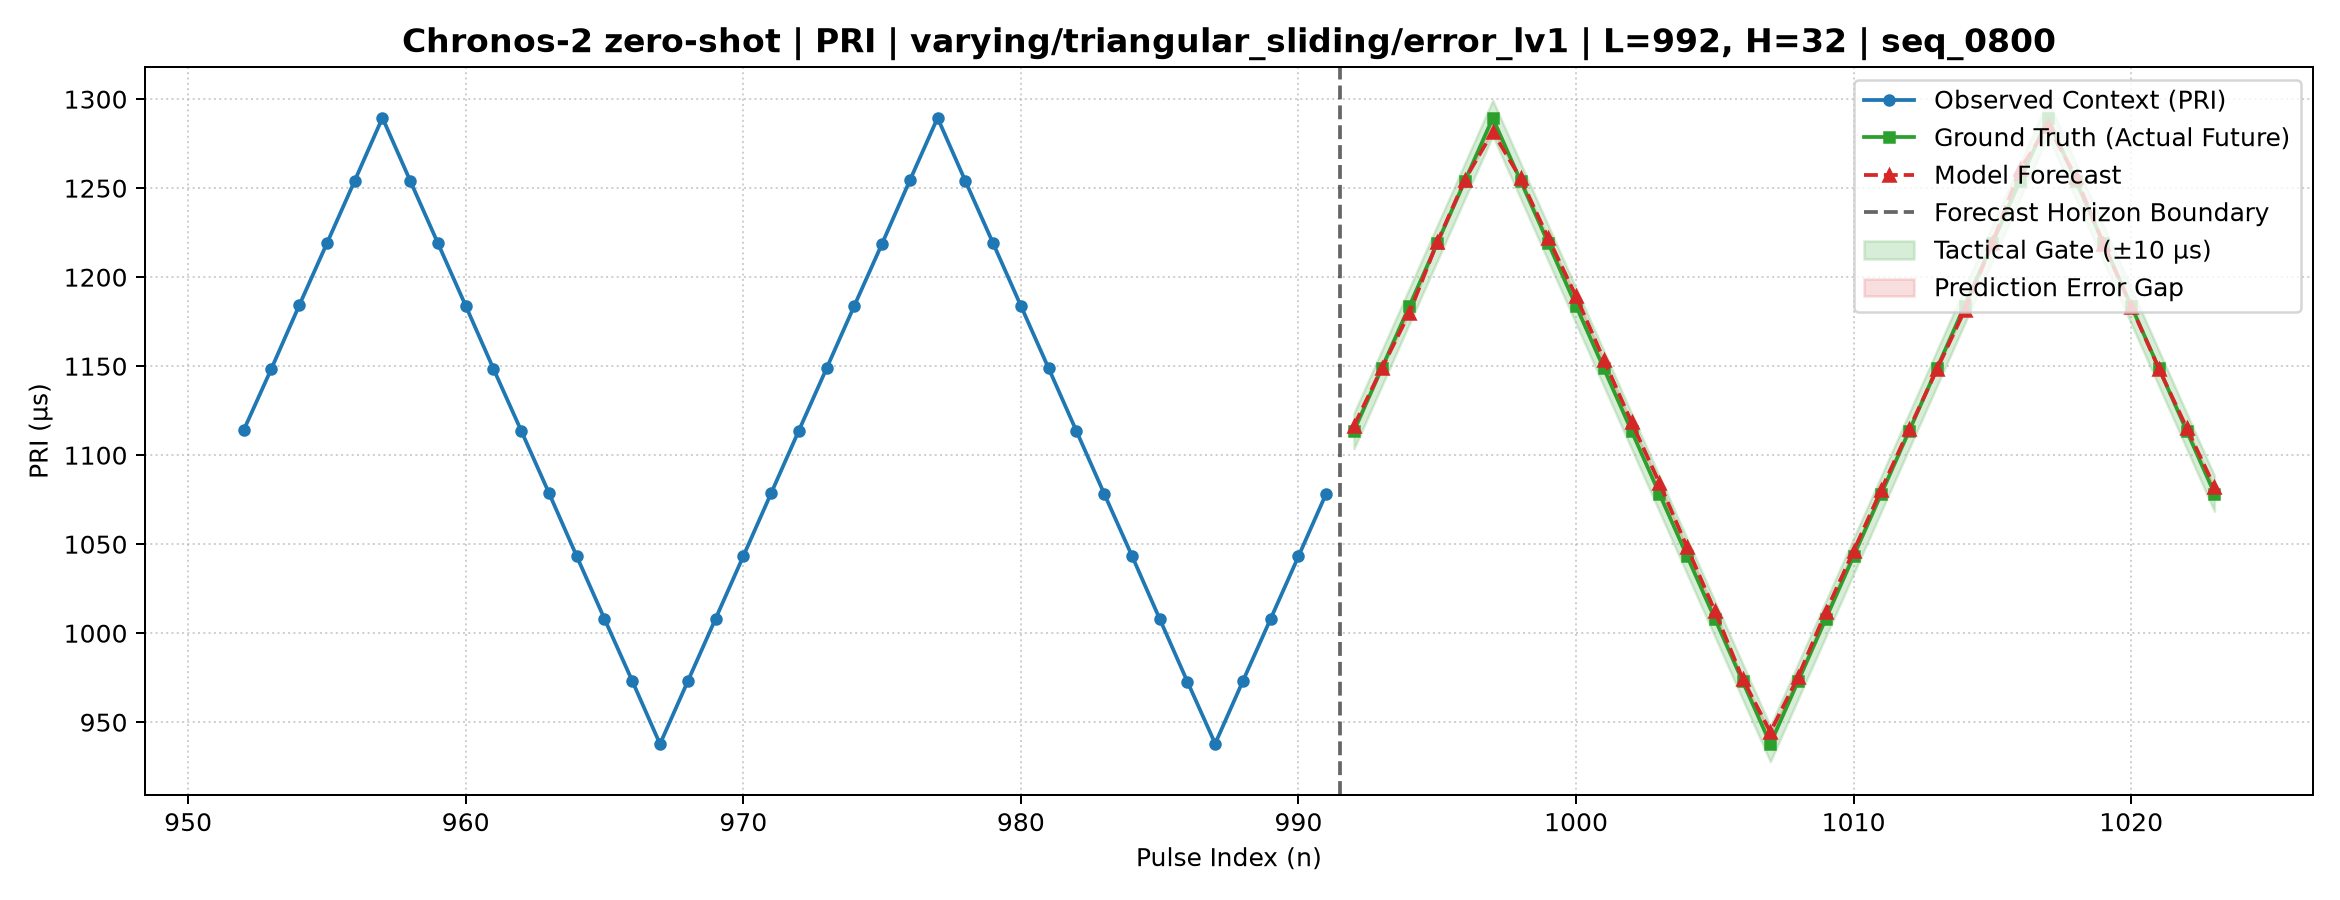 Chronos-2 zero-shot | PRI | varying/triangular_sliding/error_lv1 | L=992, H=32 | seq_0800
PRI (µs)
1300
1250
1200
1150
1100
1050
1000
950
Observed Context (PRI)
Ground Truth (Actual Future)
Model Forecast
Forecast Horizon Boundary
Tactical Gate (±10 µs)
Prediction Error Gap
950 960 970 980 990 1000 1010 1020
Pulse Index (n)